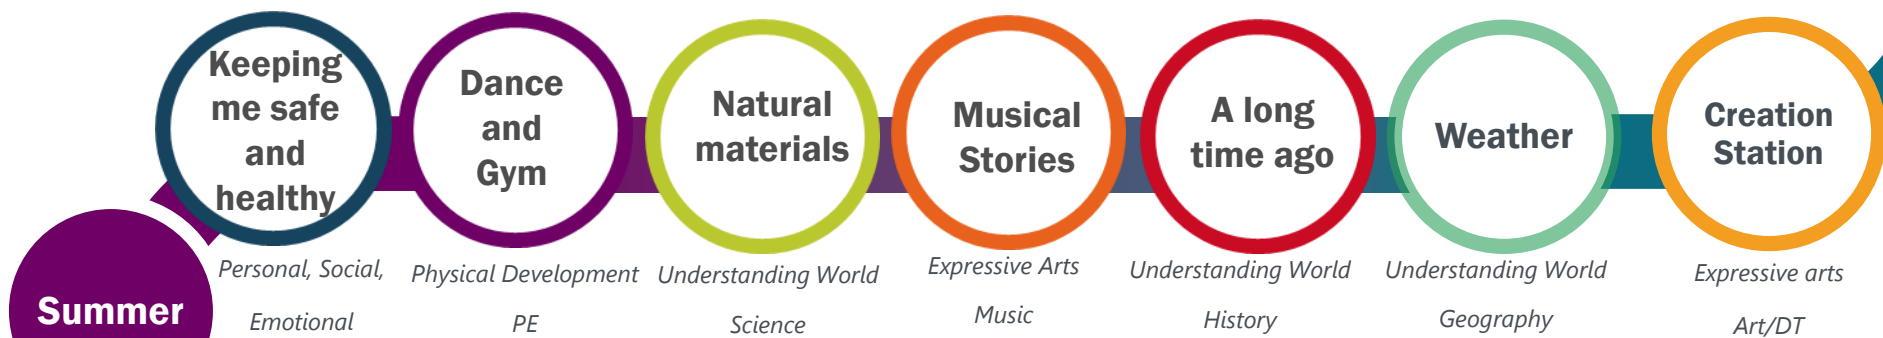 Keeping
me safe
and
healthy
Dance
and
Gym
Natural
materials
Musical
Stories
A long
time ago
Weather
Creation
Station
Summer
Personal, Social,
Emotional
Physical Development
PE
Understanding World
Science
Expressive Arts
Music
Understanding World
History
Understanding World
Geography
Expressive arts
Art/DT